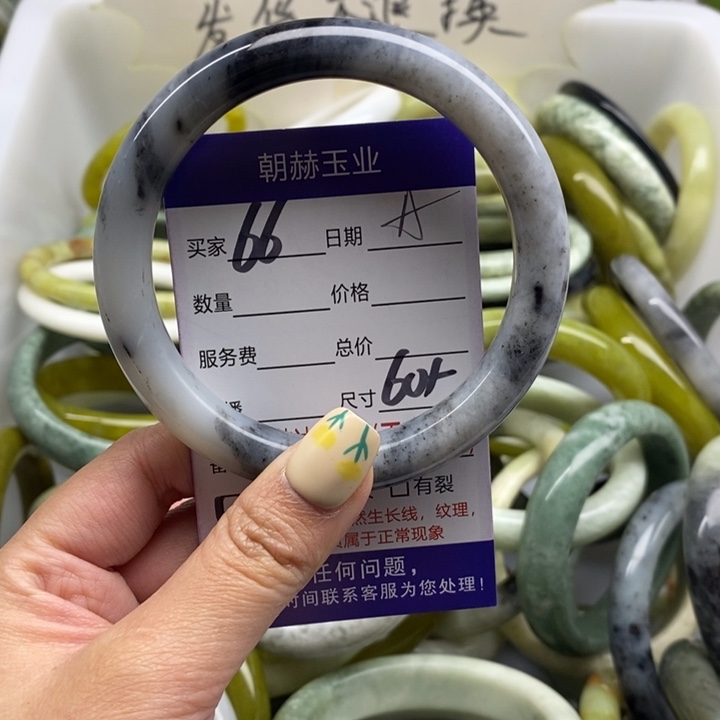 朝赫玉业
买家 66 日期 A
数量 价格
服务费 总价
播 尺寸 60+
有裂
然生长线，纹理，
属于正常现象
任何问题，
时间联系客服为您处理！